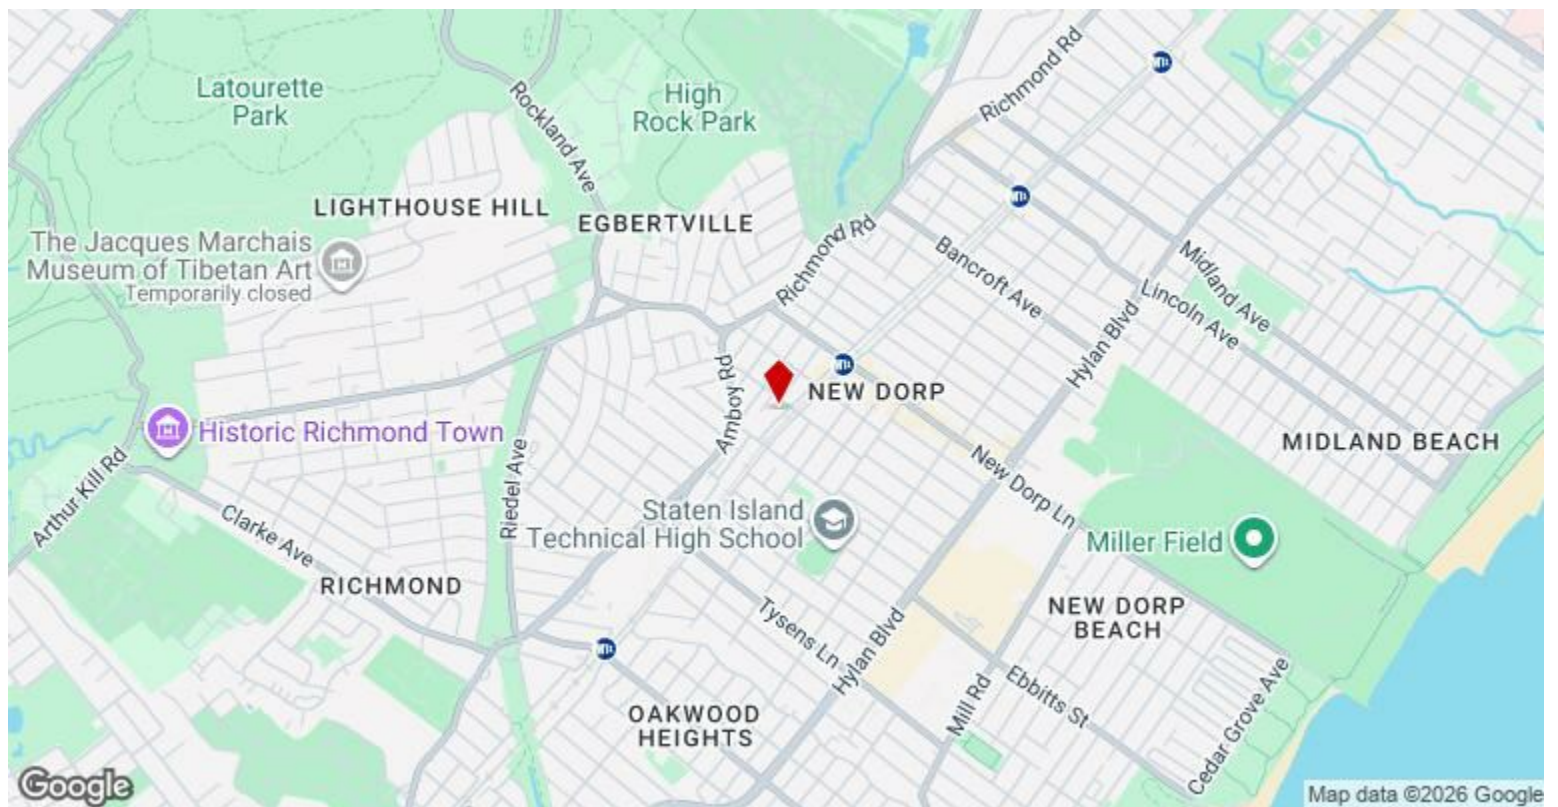 Richmond Rd
Latourette
Park
High
Rock Park
Rockland Ave
LIGHTHOUSE HILL
EGBERTVILLE
The Jacques Marchais
Museum of Tibetan Art
Temporarily closed
Richmond Rd
Bancroft Ave
Midland Ave
Lincoln Ave
Hylan Blvd
Amboy Rd
NEW DORP
Historic Richmond Town
MIDLAND BEACH
Arthur Kill Rd
Riedel Ave
New Dorp Ln
Clarke Ave
Staten Island
Technical High School
Miller Field
RICHMOND
NEW DORP
BEACH
Tysens Ln
Hylan Blvd
Ebbitts St
Mill Rd
Cedar Grove Ave
OAKWOOD
HEIGHTS
Google
Map data ©2026 Google